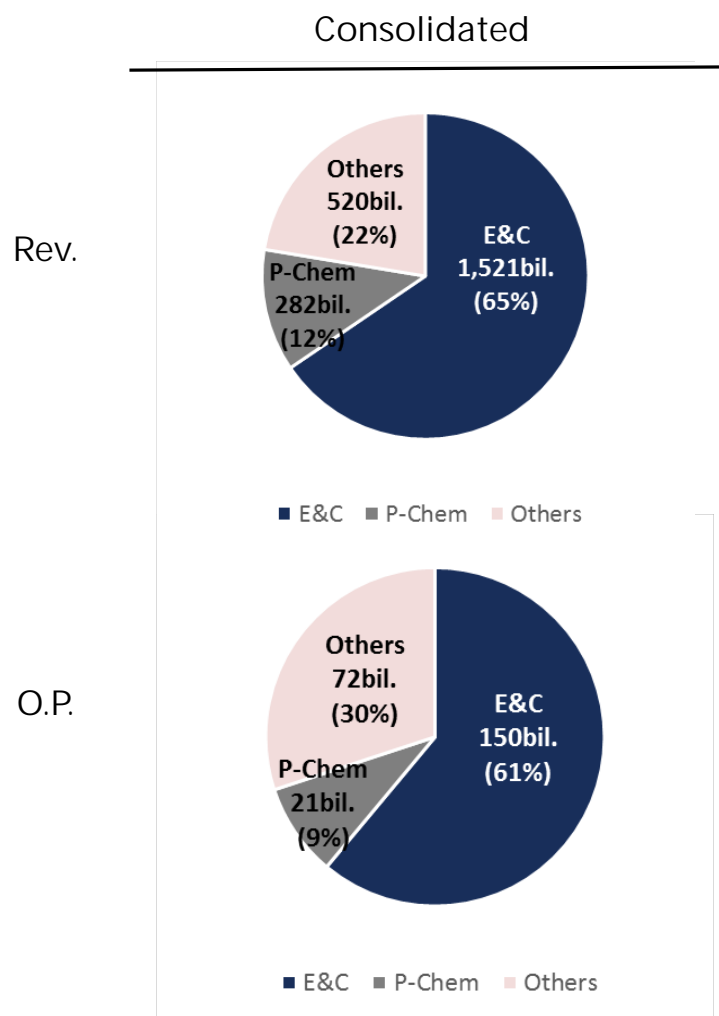 Consolidated
Rev.
Others
520bil.
(22%)
E&C
1,521bil.
(65%)
P-Chem
282bil.
(12%)
E&C P-Chem Others
O.P.
Others
72bil.
(30%)
E&C
150bil.
(61%)
P-Chem
21bil.
(9%)
E&C P-Chem Others